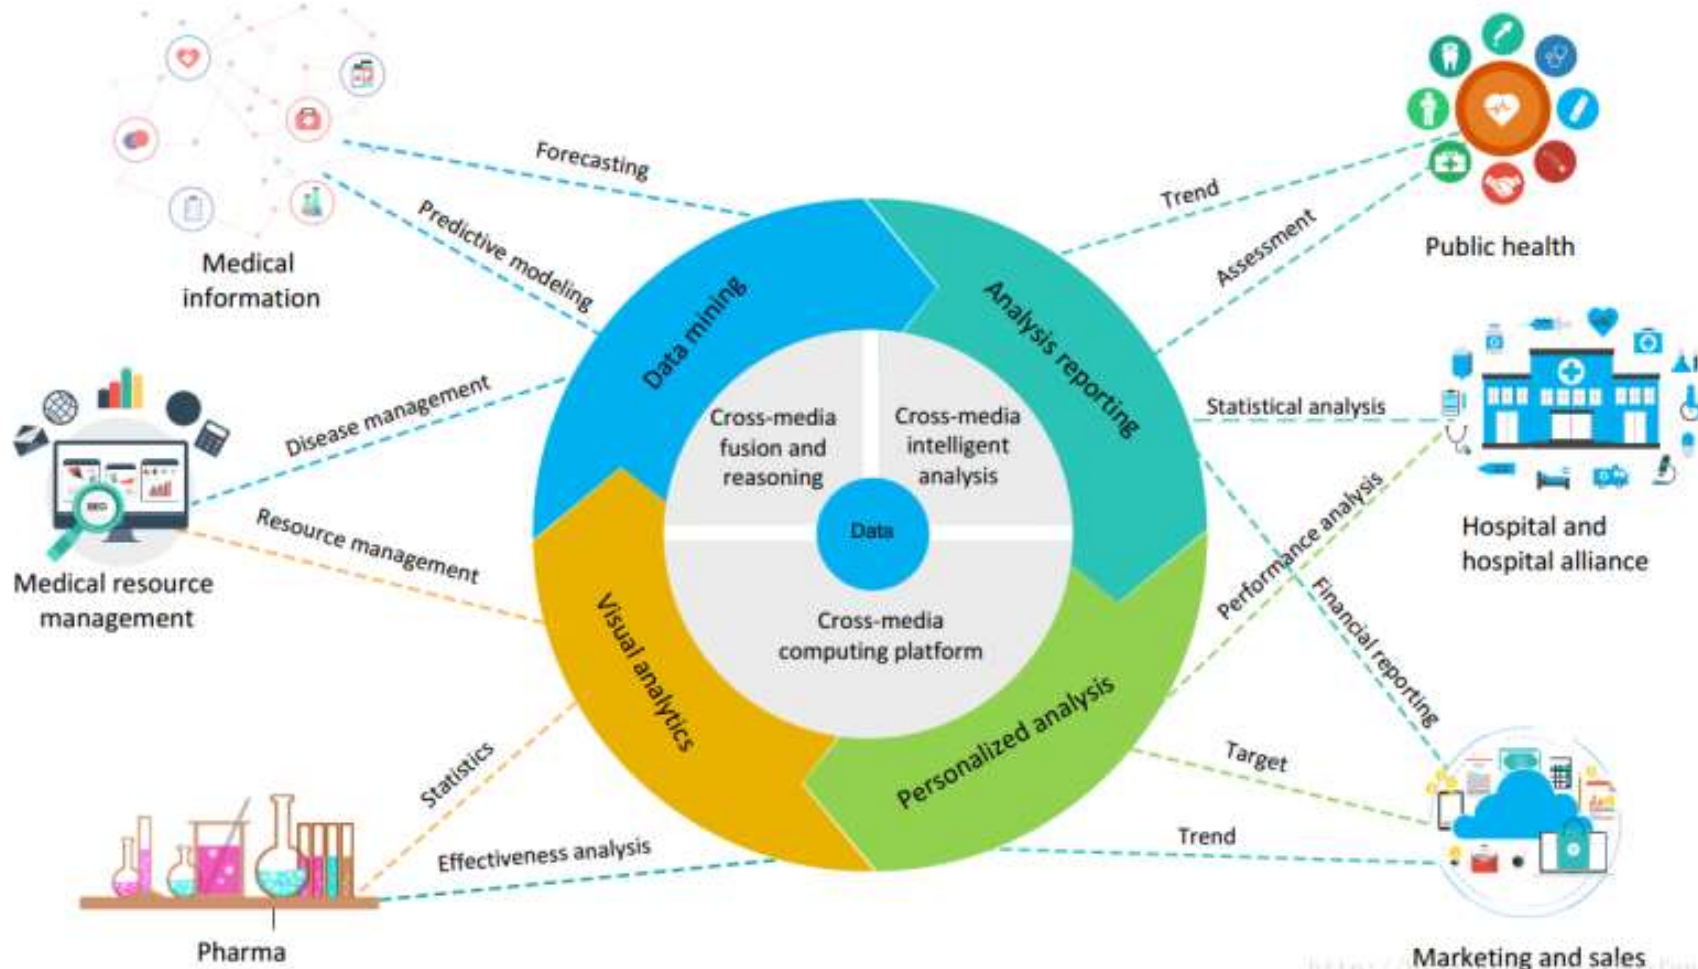 Medical
information
Forecasting
Predictive modeling
Trend
Assessment
Public health
Data mining
Analysis reporting
Cross-media
fusion and
reasoning
Cross-media
intelligent
analysis
Data
Cross-media
computing platform
Visual analytics
Personalized analysis
Disease management
Resource management
SEO
Medical resource
management
Statistical analysis
Performance analysis
Hospital and
hospital alliance
Financial reporting
Target
Trend
Marketing and sales
Statistics
Effectiveness analysis
Pharma